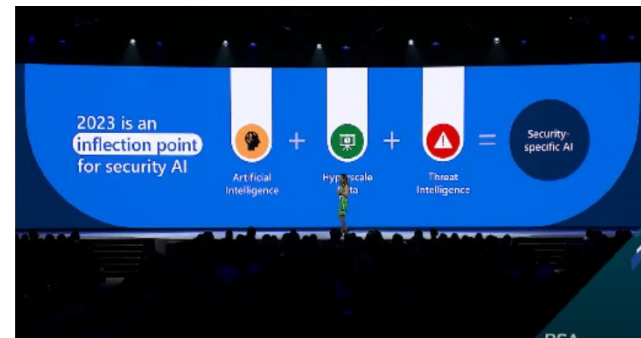 2023 is an
inflection point
for security AI
Artificial
Intelligence
+
Hyperscale
+
Threat
Intelligence
=
Security-
specific AI